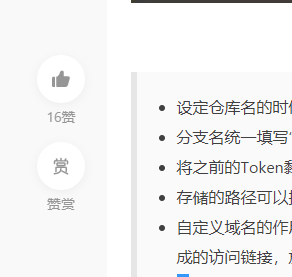 16赞
赏
赞赏
设定仓库名的时
分支名统一填写
将之前的Token
存储的路径可以
自定义域名的作
成的访问链接，